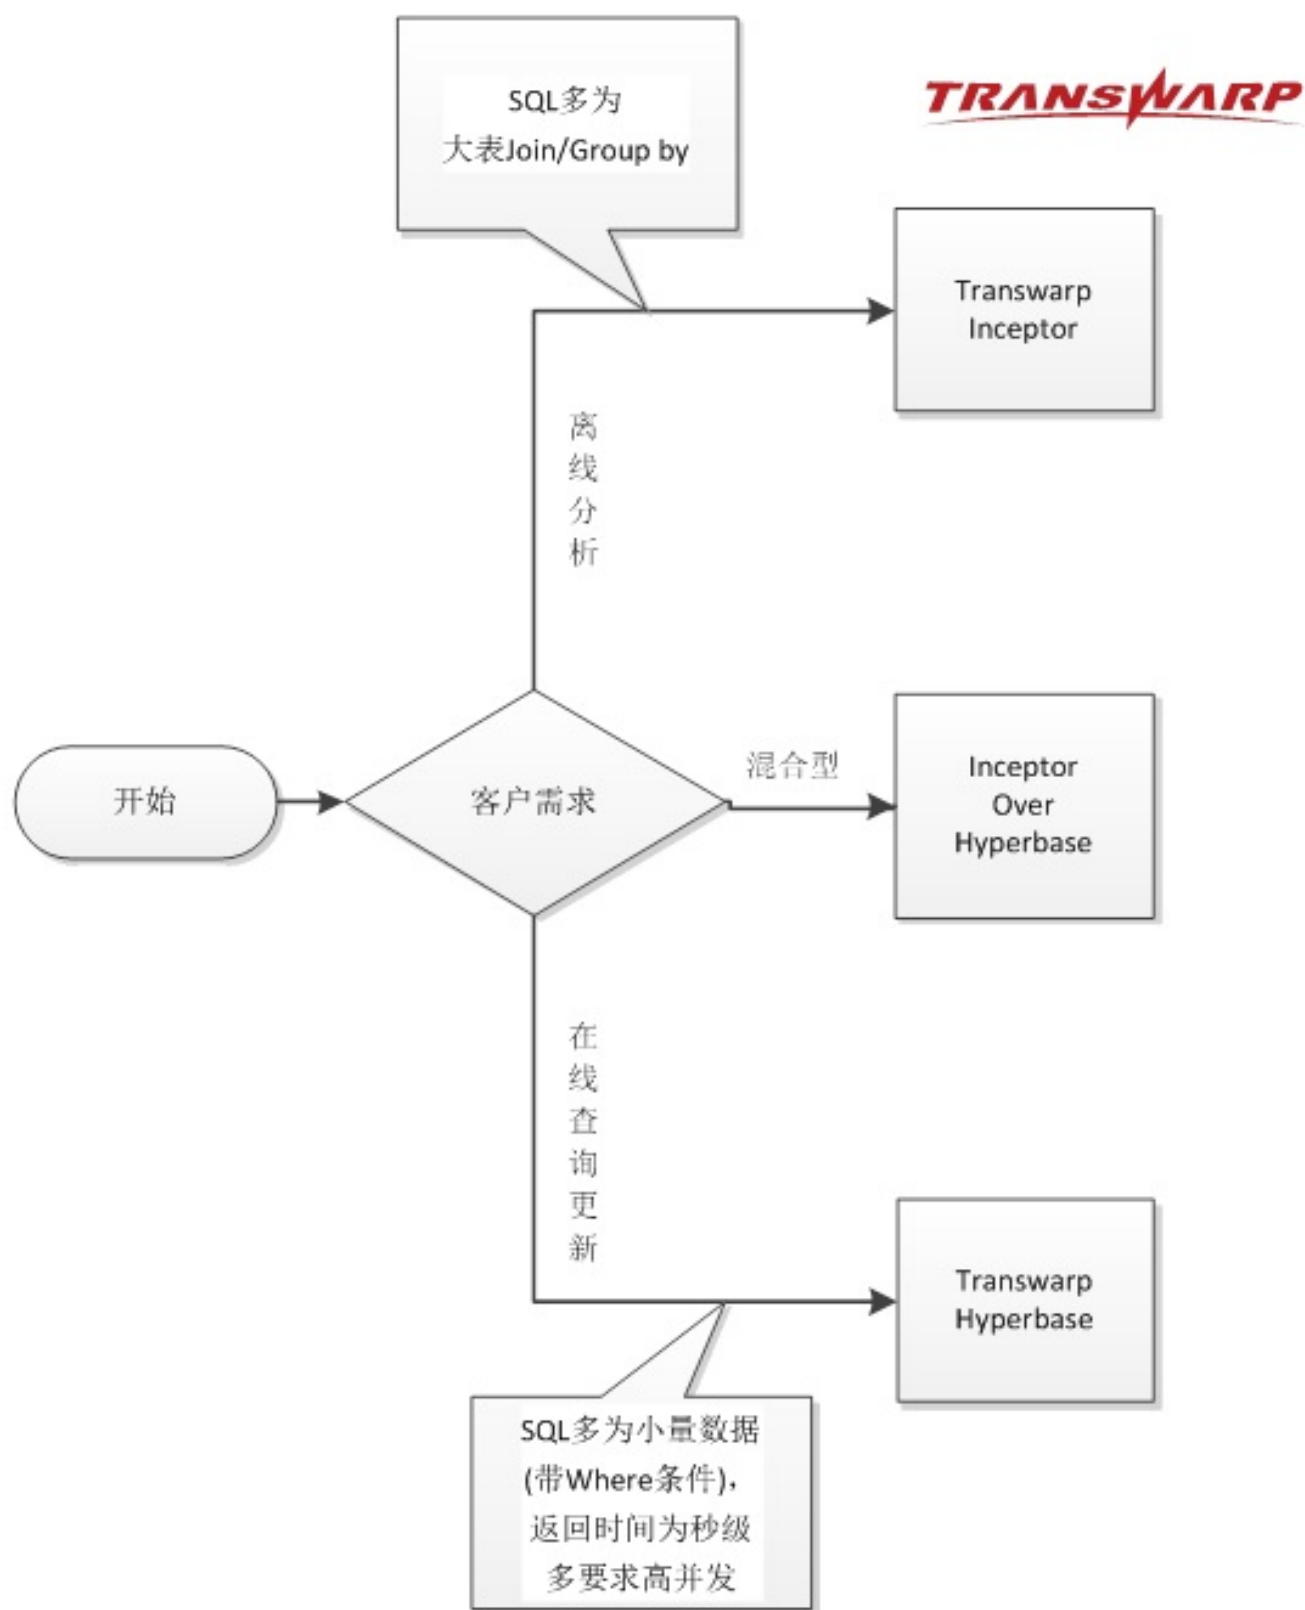 SQL多为
大表Join/Group by
TRANSWARP
Transwarp
Inceptor
离线分析
开始
客户需求
混合型
Inceptor
Over
Hyperbase
在线查询更新
Transwarp
Hyperbase
SQL多为小量数据
(带Where条件),
返回时间为秒级
多要求高并发